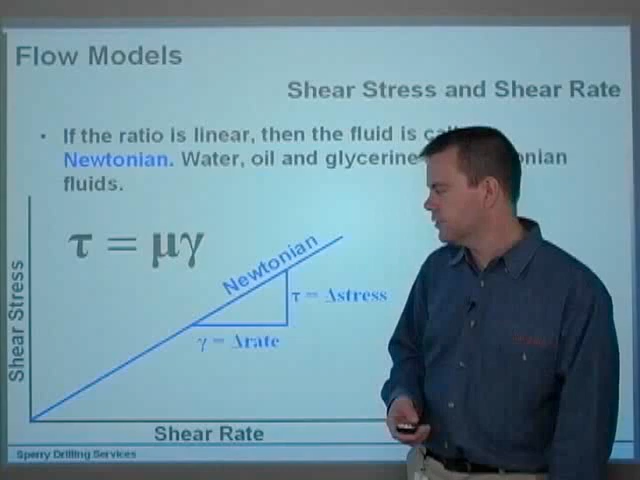 Flow Models
Shear Stress and Shear Rate
• If the ratio is linear, then the fluid is
Newtonian. Water, oil and glycerine
fluids.
τ = μγ
Newtonian
τ = Δstress
γ = Δrate
Shear Stress
Shear Rate
Sperry Drilling Services